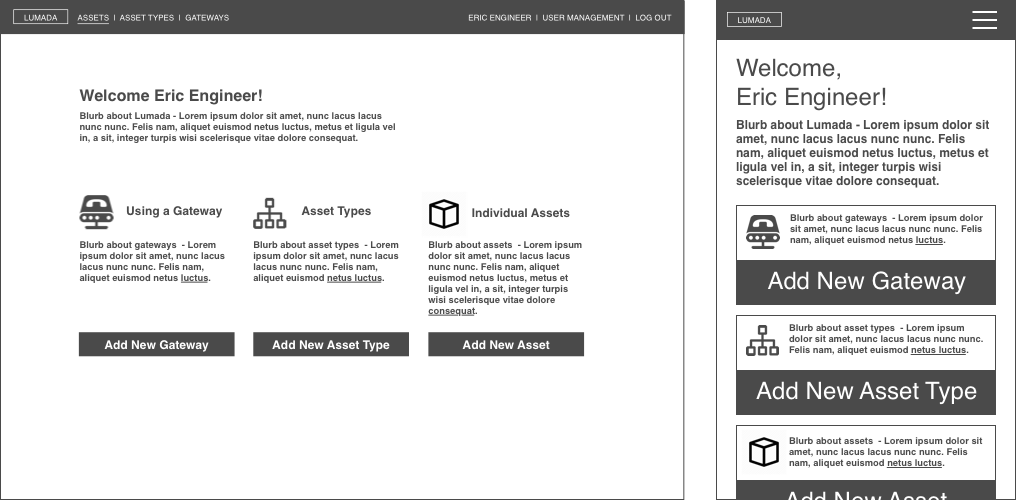 LUMADA
ASSETS | ASSET TYPES | GATEWAYS
ERIC ENGINEER | USER MANAGEMENT | LOG OUT
Welcome Eric Engineer!
Blurb about Lumada - Lorem ipsum dolor sit amet, nunc lacus lacus
nunc nunc. Felis nam, aliquet euismod netus luctus, metus et ligula vel
in, a sit, integer turpis wisi scelerisque vitae dolore consequat.
Using a Gateway
Blurb about gateways - Lorem
ipsum dolor sit amet, nunc lacus
lacus nunc nunc. Felis nam,
aliquet euismod netus luctus.
Add New Gateway
Asset Types
Blurb about asset types - Lorem
ipsum dolor sit amet, nunc lacus
lacus nunc nunc. Felis nam,
aliquet euismod netus luctus.
Add New Asset Type
Individual Assets
Blurb about assets - Lorem ipsum
dolor sit amet, nunc lacus lacus
nunc nunc. Felis nam, aliquet
euismod netus luctus, metus et
ligula vel in, a sit, integer turpis
wisi scelerisque vitae dolore
consequat.
Add New Asset
LUMADA
Welcome,
Eric Engineer!
Blurb about Lumada - Lorem ipsum dolor sit
amet, nunc lacus lacus nunc nunc. Felis
nam, aliquet euismod netus luctus, metus et
ligula vel in, a sit, integer turpis wisi
scelerisque vitae dolore consequat.
Blurb about gateways - Lorem ipsum dolor
sit amet, nunc lacus lacus nunc nunc. Felis
nam, aliquet euismod netus luctus.
Add New Gateway
Blurb about asset types - Lorem ipsum
dolor sit amet, nunc lacus lacus nunc nunc.
Felis nam, aliquet euismod netus luctus.
Add New Asset Type
Blurb about assets - Lorem ipsum dolor sit
amet, nunc lacus lacus nunc nunc. Felis
nam, aliquet euismod netus luctus.
Add New Asset